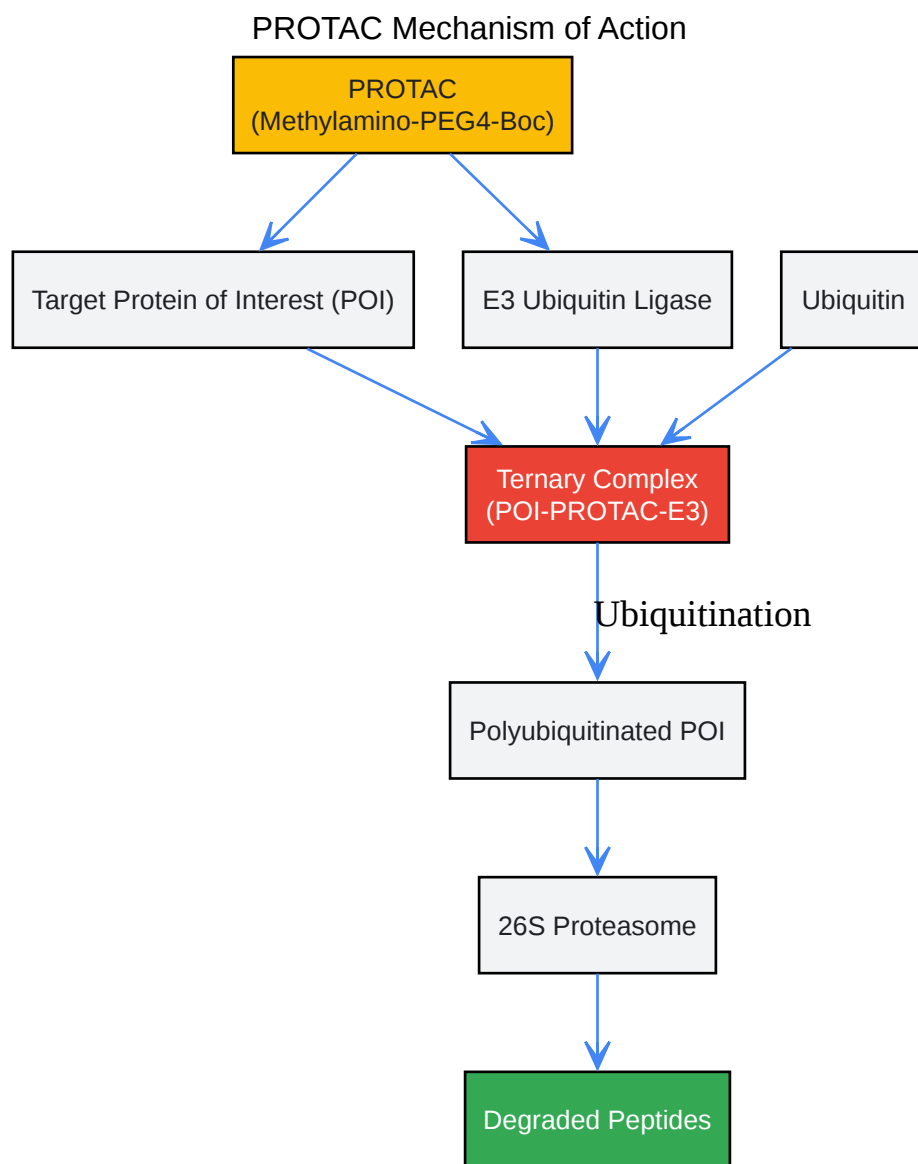 PROTAC Mechanism of Action
PROTAC
(Methylamino-PEG4-Boc)
Target Protein of Interest (POI)
E3 Ubiquitin Ligase
Ubiquitin
Ternary Complex
(POI-PROTAC-E3)
Ubiquitination
Polyubiquitinated POI
26S Proteasome
Degraded Peptides